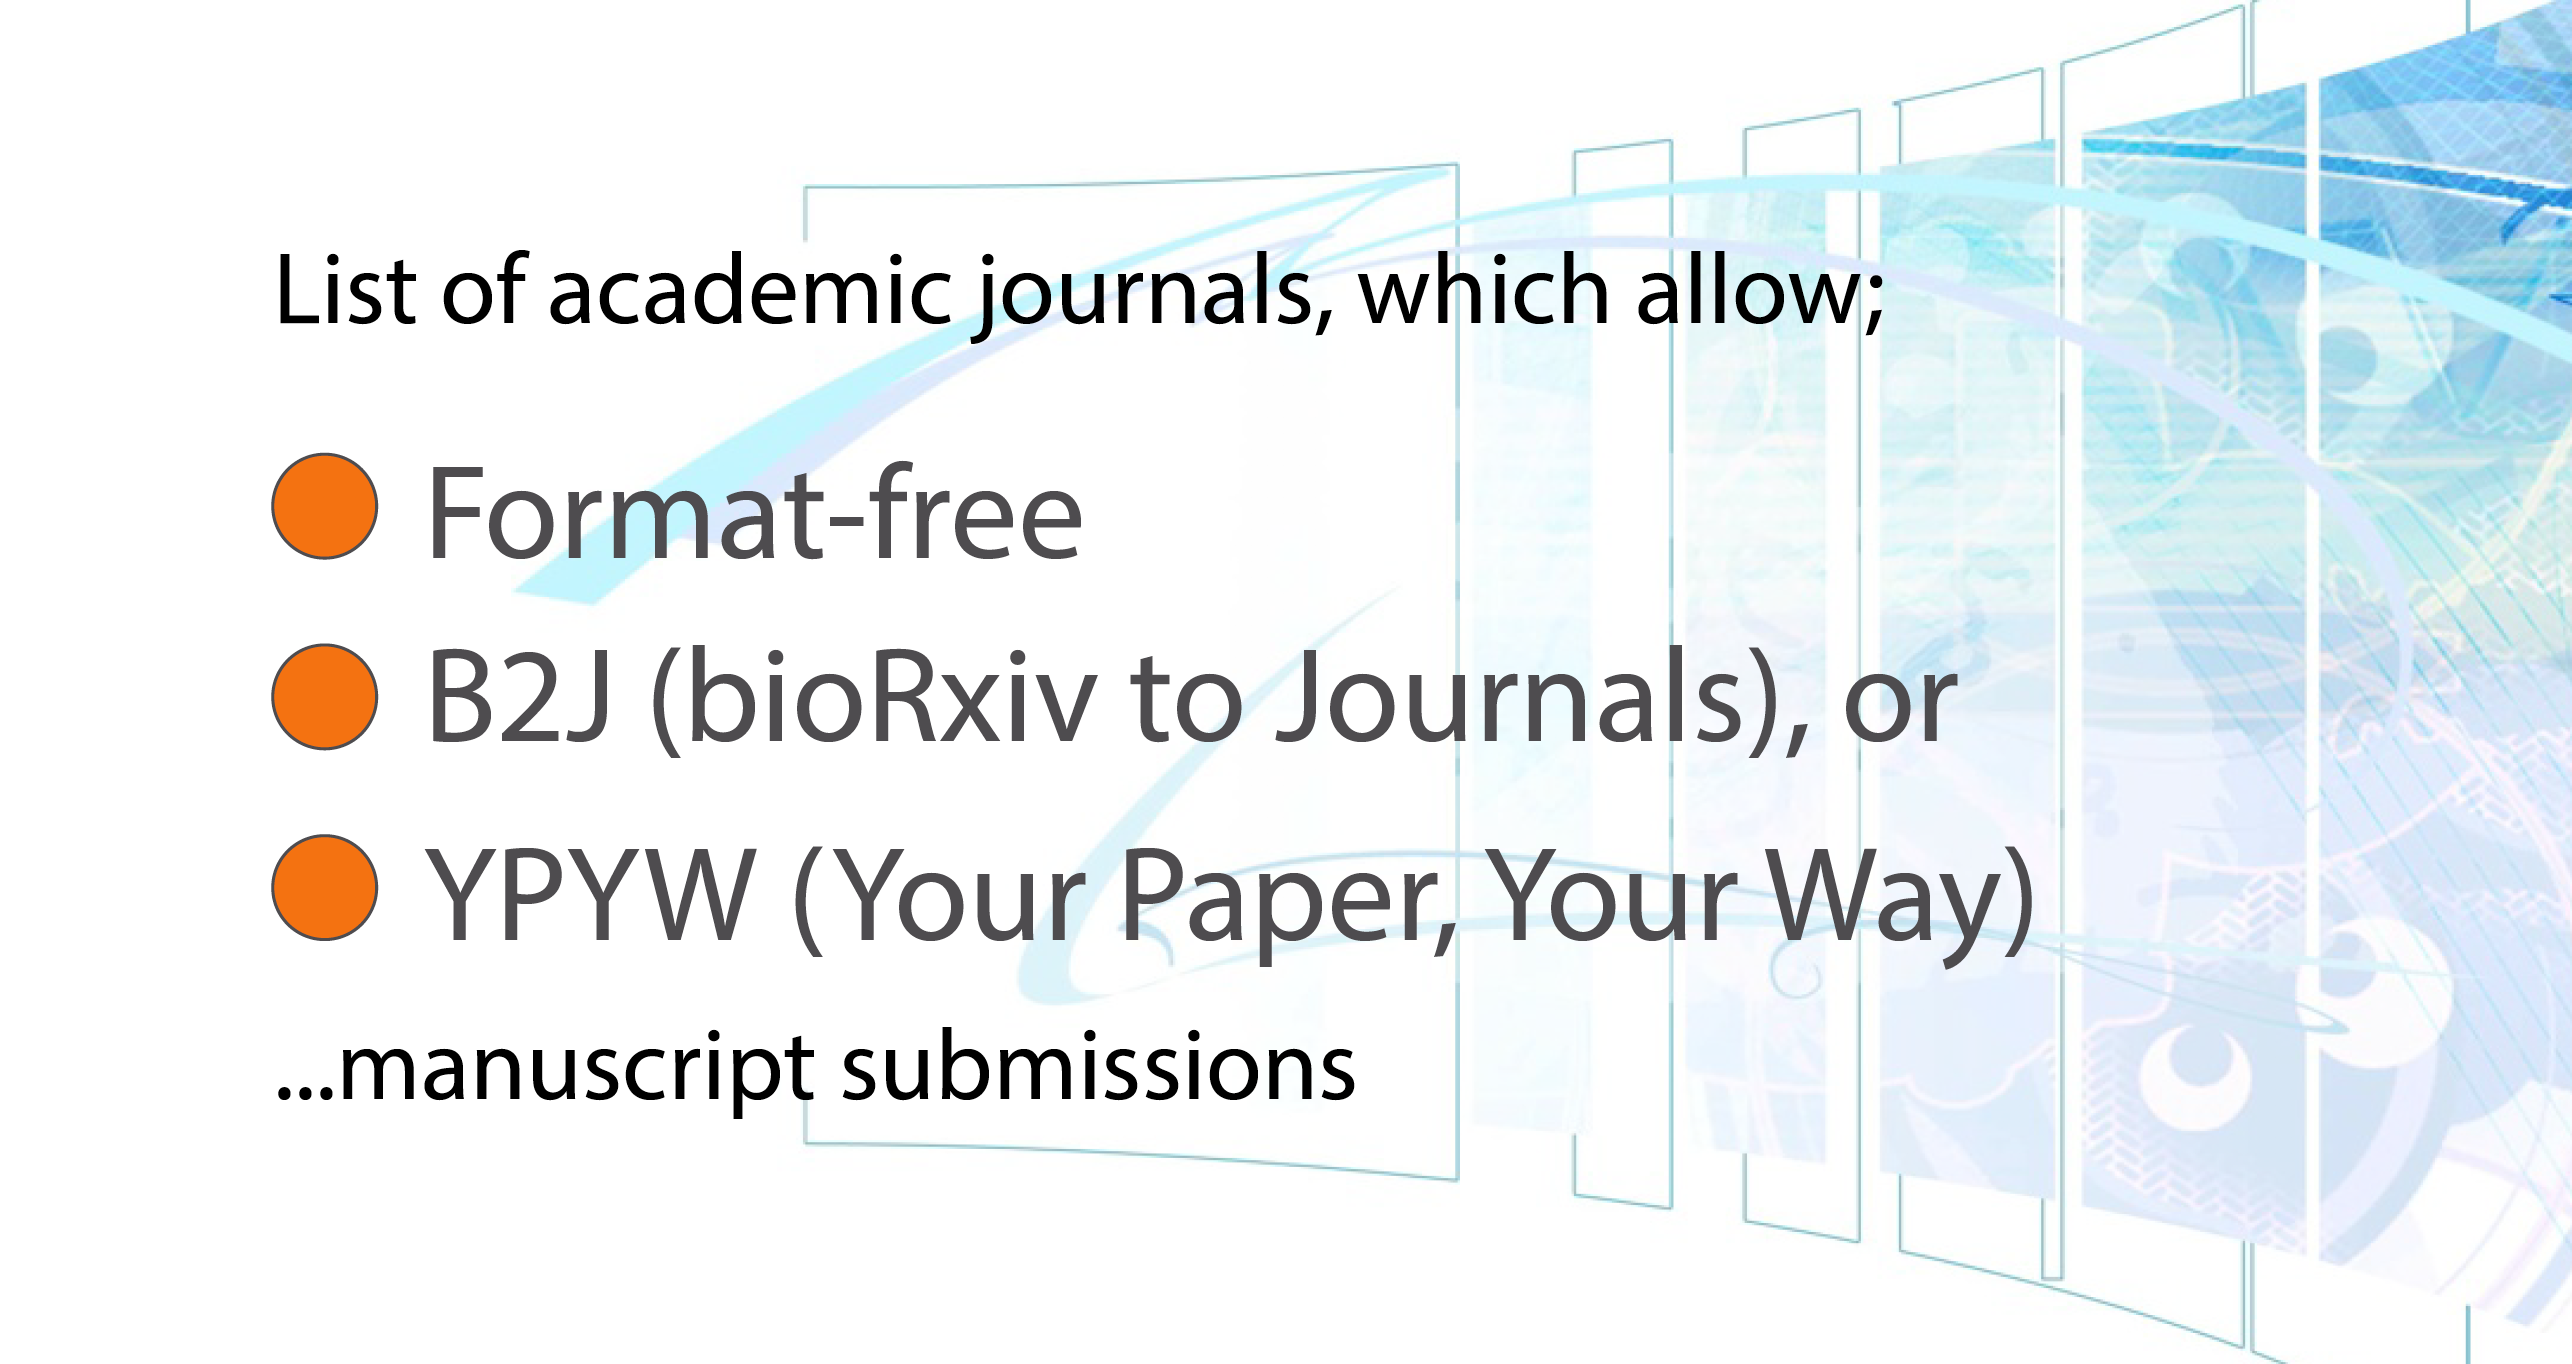 List of academic journals, which allow;
Format-free
B2J (bioRxiv to Journals), or
YPYW (Your Paper, Your Way)
...manuscript submissions